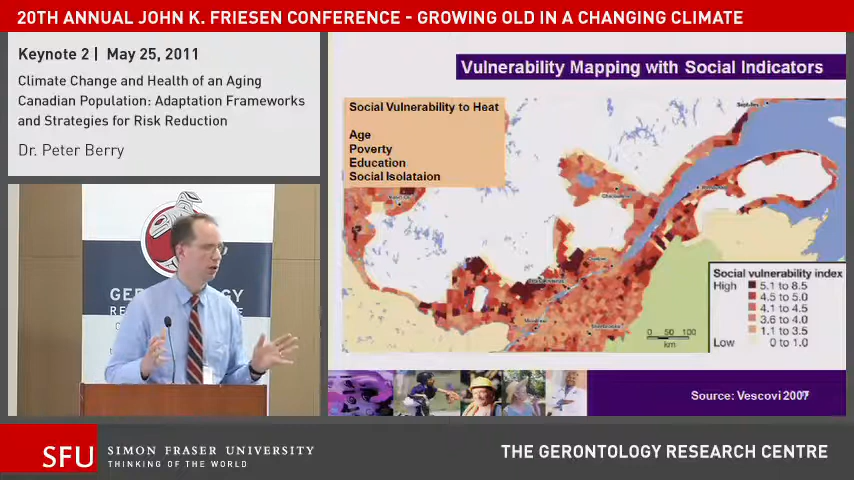 20TH ANNUAL JOHN K. FRIESEN CONFERENCE - GROWING OLD IN A CHANGING CLIMATE
Keynote 2 | May 25, 2011
Climate Change and Health of an Aging
Canadian Population: Adaptation Frameworks
and Strategies for Risk Reduction
Dr. Peter Berry
Vulnerability Mapping with Social Indicators
Social Vulnerability to Heat
Age
Poverty
Education
Social Isolataion
Social vulnerability index
High
5.1 to 8.5
4.5 to 5.0
4.1 to 4.5
3.6 to 4.0
1.1 to 3.5
Low
0 to 1.0
0 50 100
km
Source: Vescovi 2007
SFU
SIMON FRASER UNIVERSITY
THINKING OF THE WORLD
THE GERONTOLOGY RESEARCH CENTRE